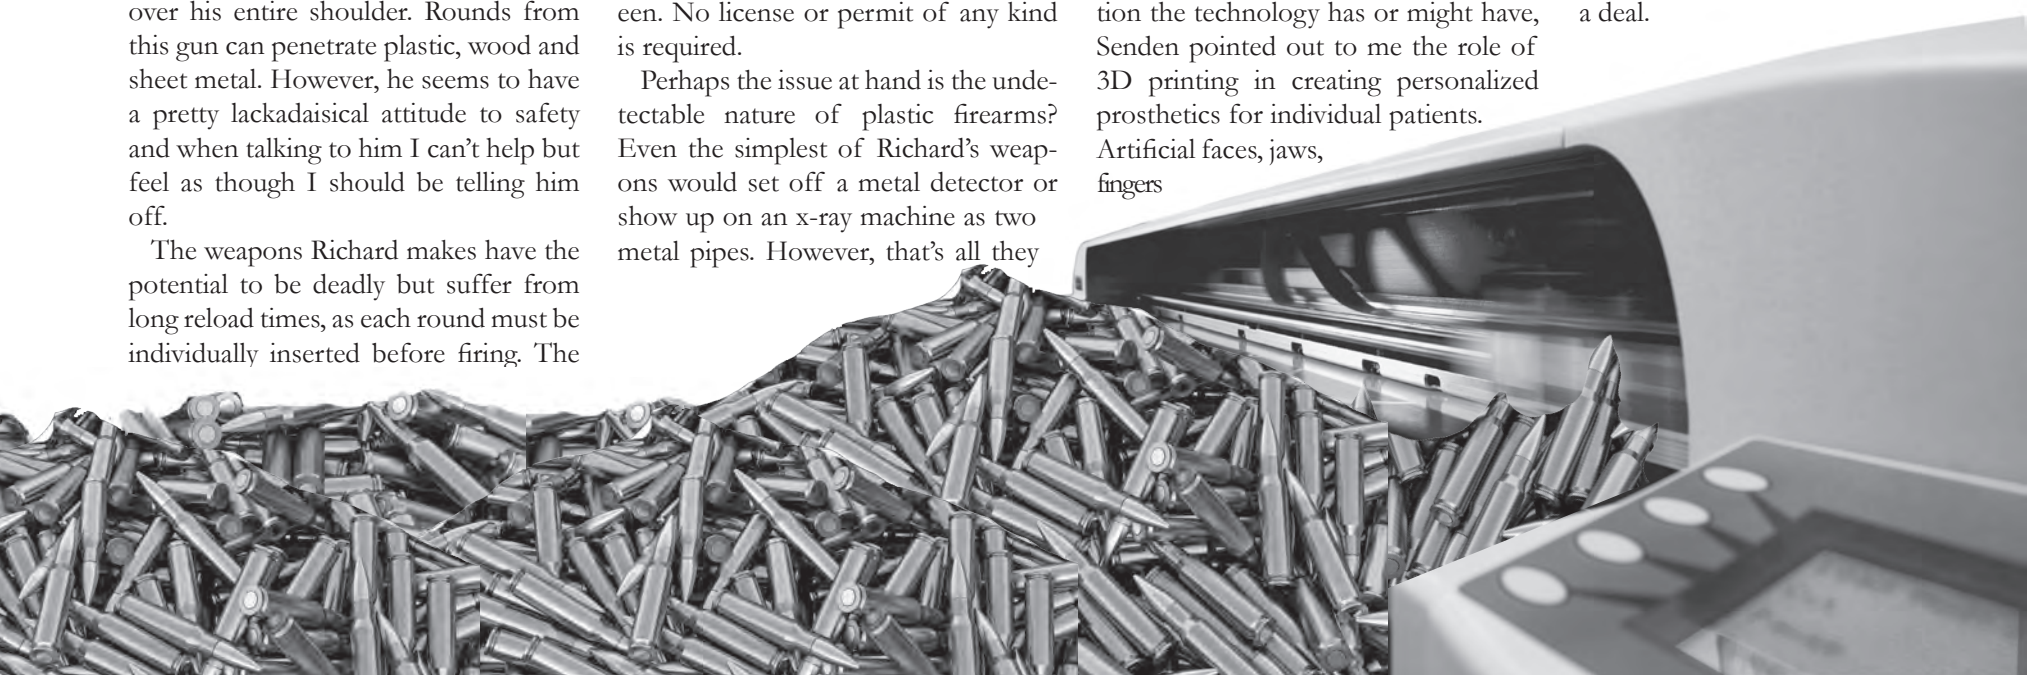 over his entire shoulder. Rounds from
this gun can penetrate plastic, wood and
sheet metal. However, he seems to have
a pretty lackadaisical attitude to safety
and when talking to him I can’t help but
feel as though I should be telling him
off.
The weapons Richard makes have the
potential to be deadly but suffer from
long reload times, as each round must be
individually inserted before firing. The
een. No license or permit of any kind
is required.
Perhaps the issue at hand is the unde-
tectable nature of plastic firearms?
Even the simplest of Richard’s weap-
ons would set off a metal detector or
show up on an x-ray machine as two
metal pipes. However, that’s all they
tion the technology has or might have,
Senden pointed out to me the role of
3D printing in creating personalized
prosthetics for individual patients.
Artificial faces, jaws,
fingers
a deal.